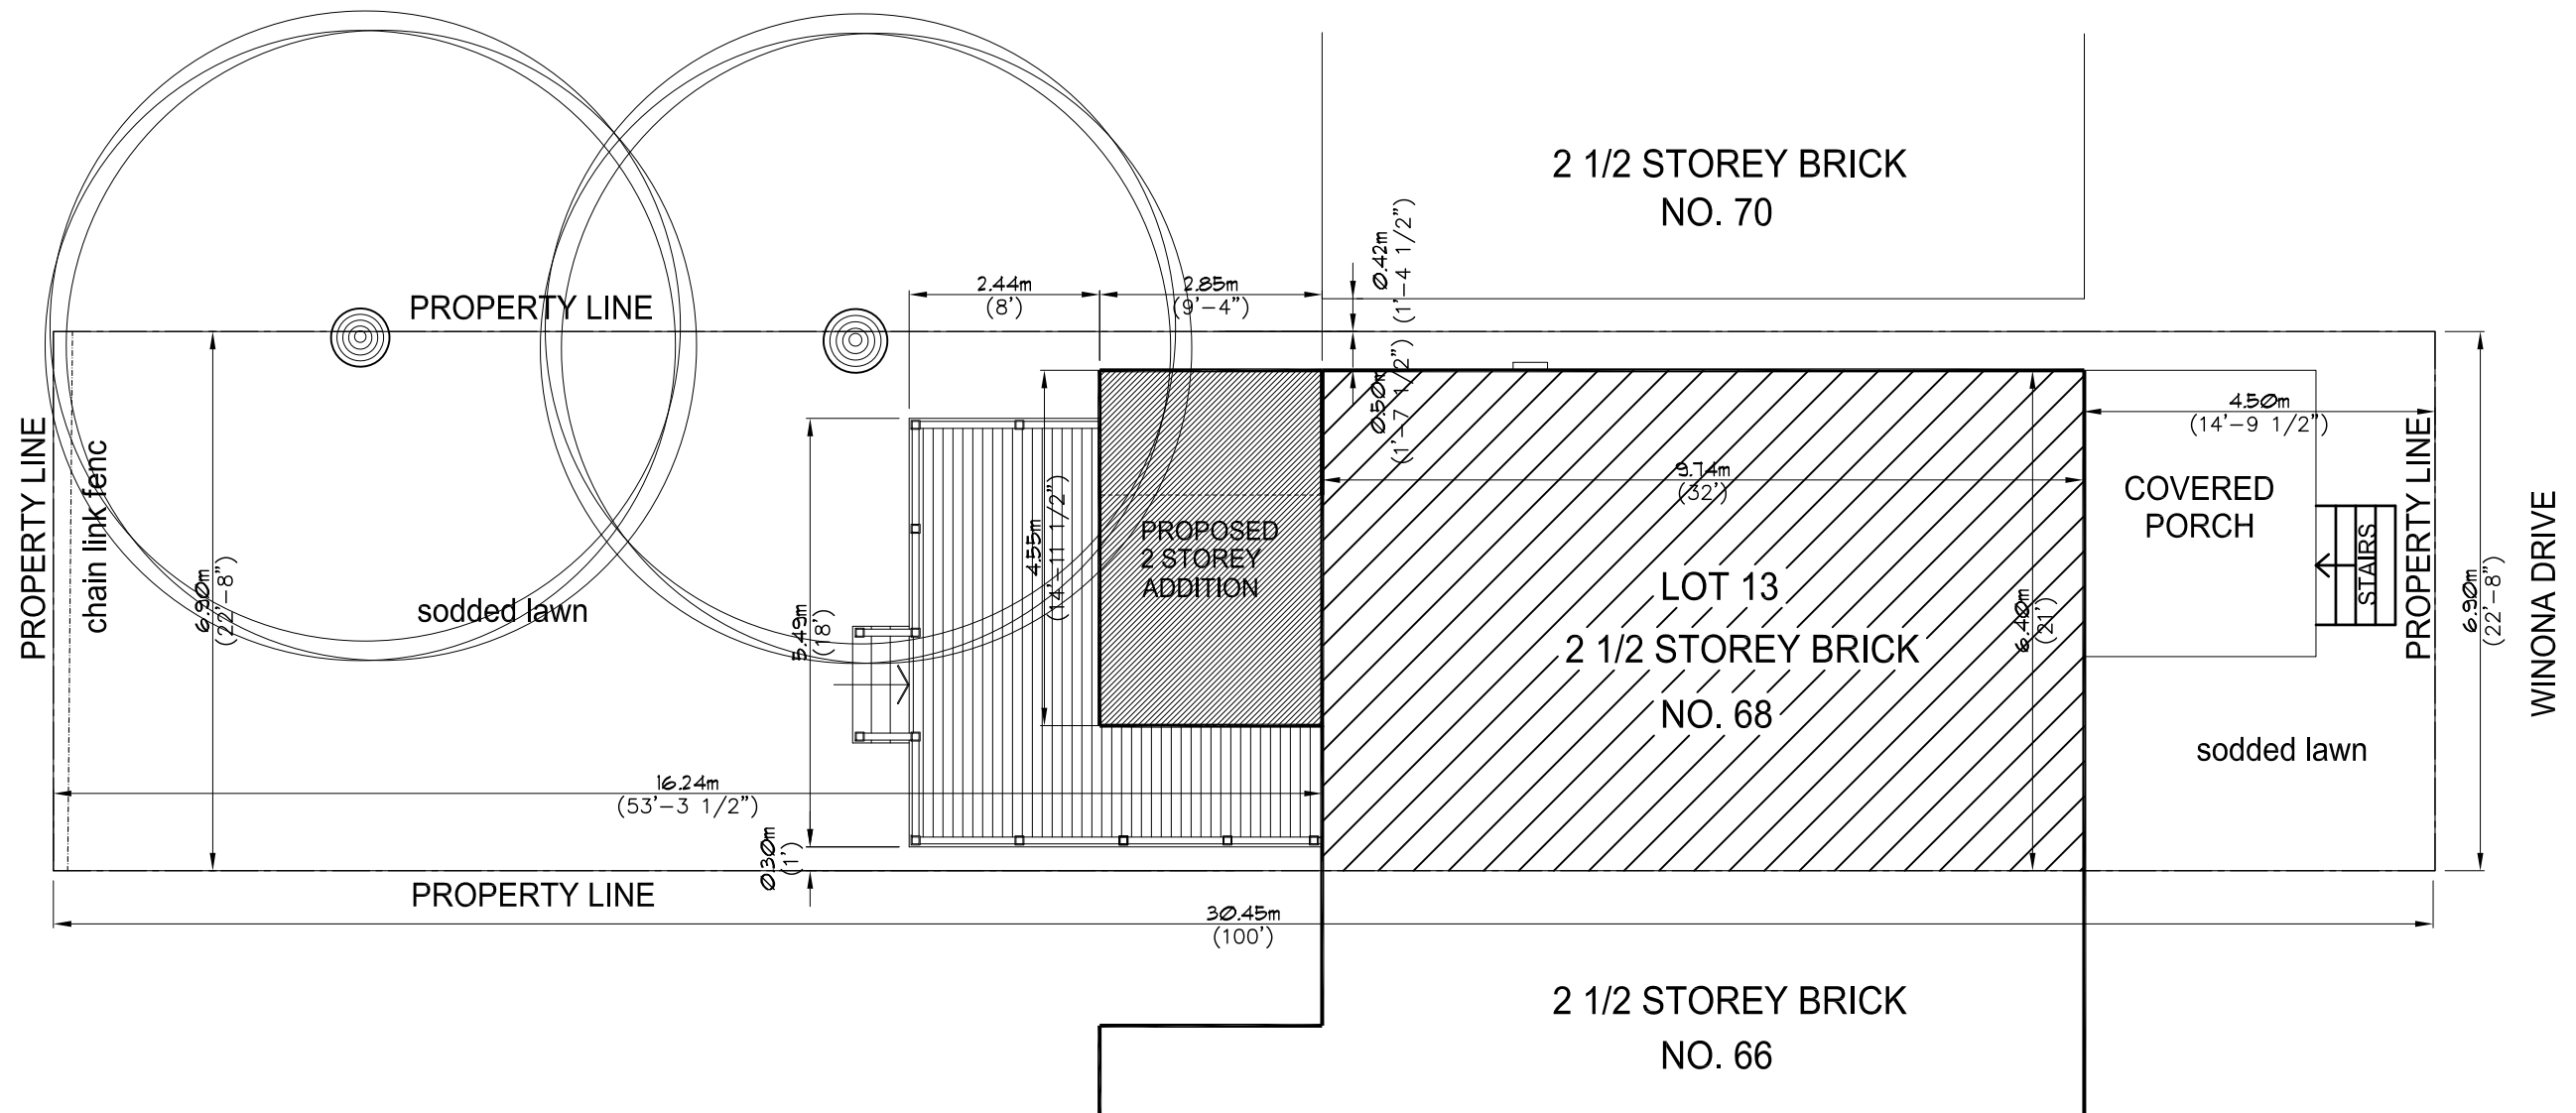 2 1/2 STOREY BRICK
NO. 70
0.42m
(1'-4 1/2")
2.44m
(8')
2.85m
(9'-4")
PROPERTY LINE
0.50m
(1'-7 1/2")
4.50m
(14'-9 1/2")
9.74m
(32')
PROPERTY LINE
chain link fenc
6.90m
(22'-8")
sodded lawn
5.49m
(18')
4.55m
(14'-11 1/2")
PROPOSED
2 STOREY
ADDITION
LOT 13
2 1/2 STOREY BRICK
NO. 68
6.40m
(21')
COVERED
PORCH
STAIRS
PROPERTY LINE
6.90m
(22'-8")
WINONA DRIVE
sodded lawn
16.24m
(53'-3 1/2")
0.30m
(1')
PROPERTY LINE
30.45m
(100')
2 1/2 STOREY BRICK
NO. 66